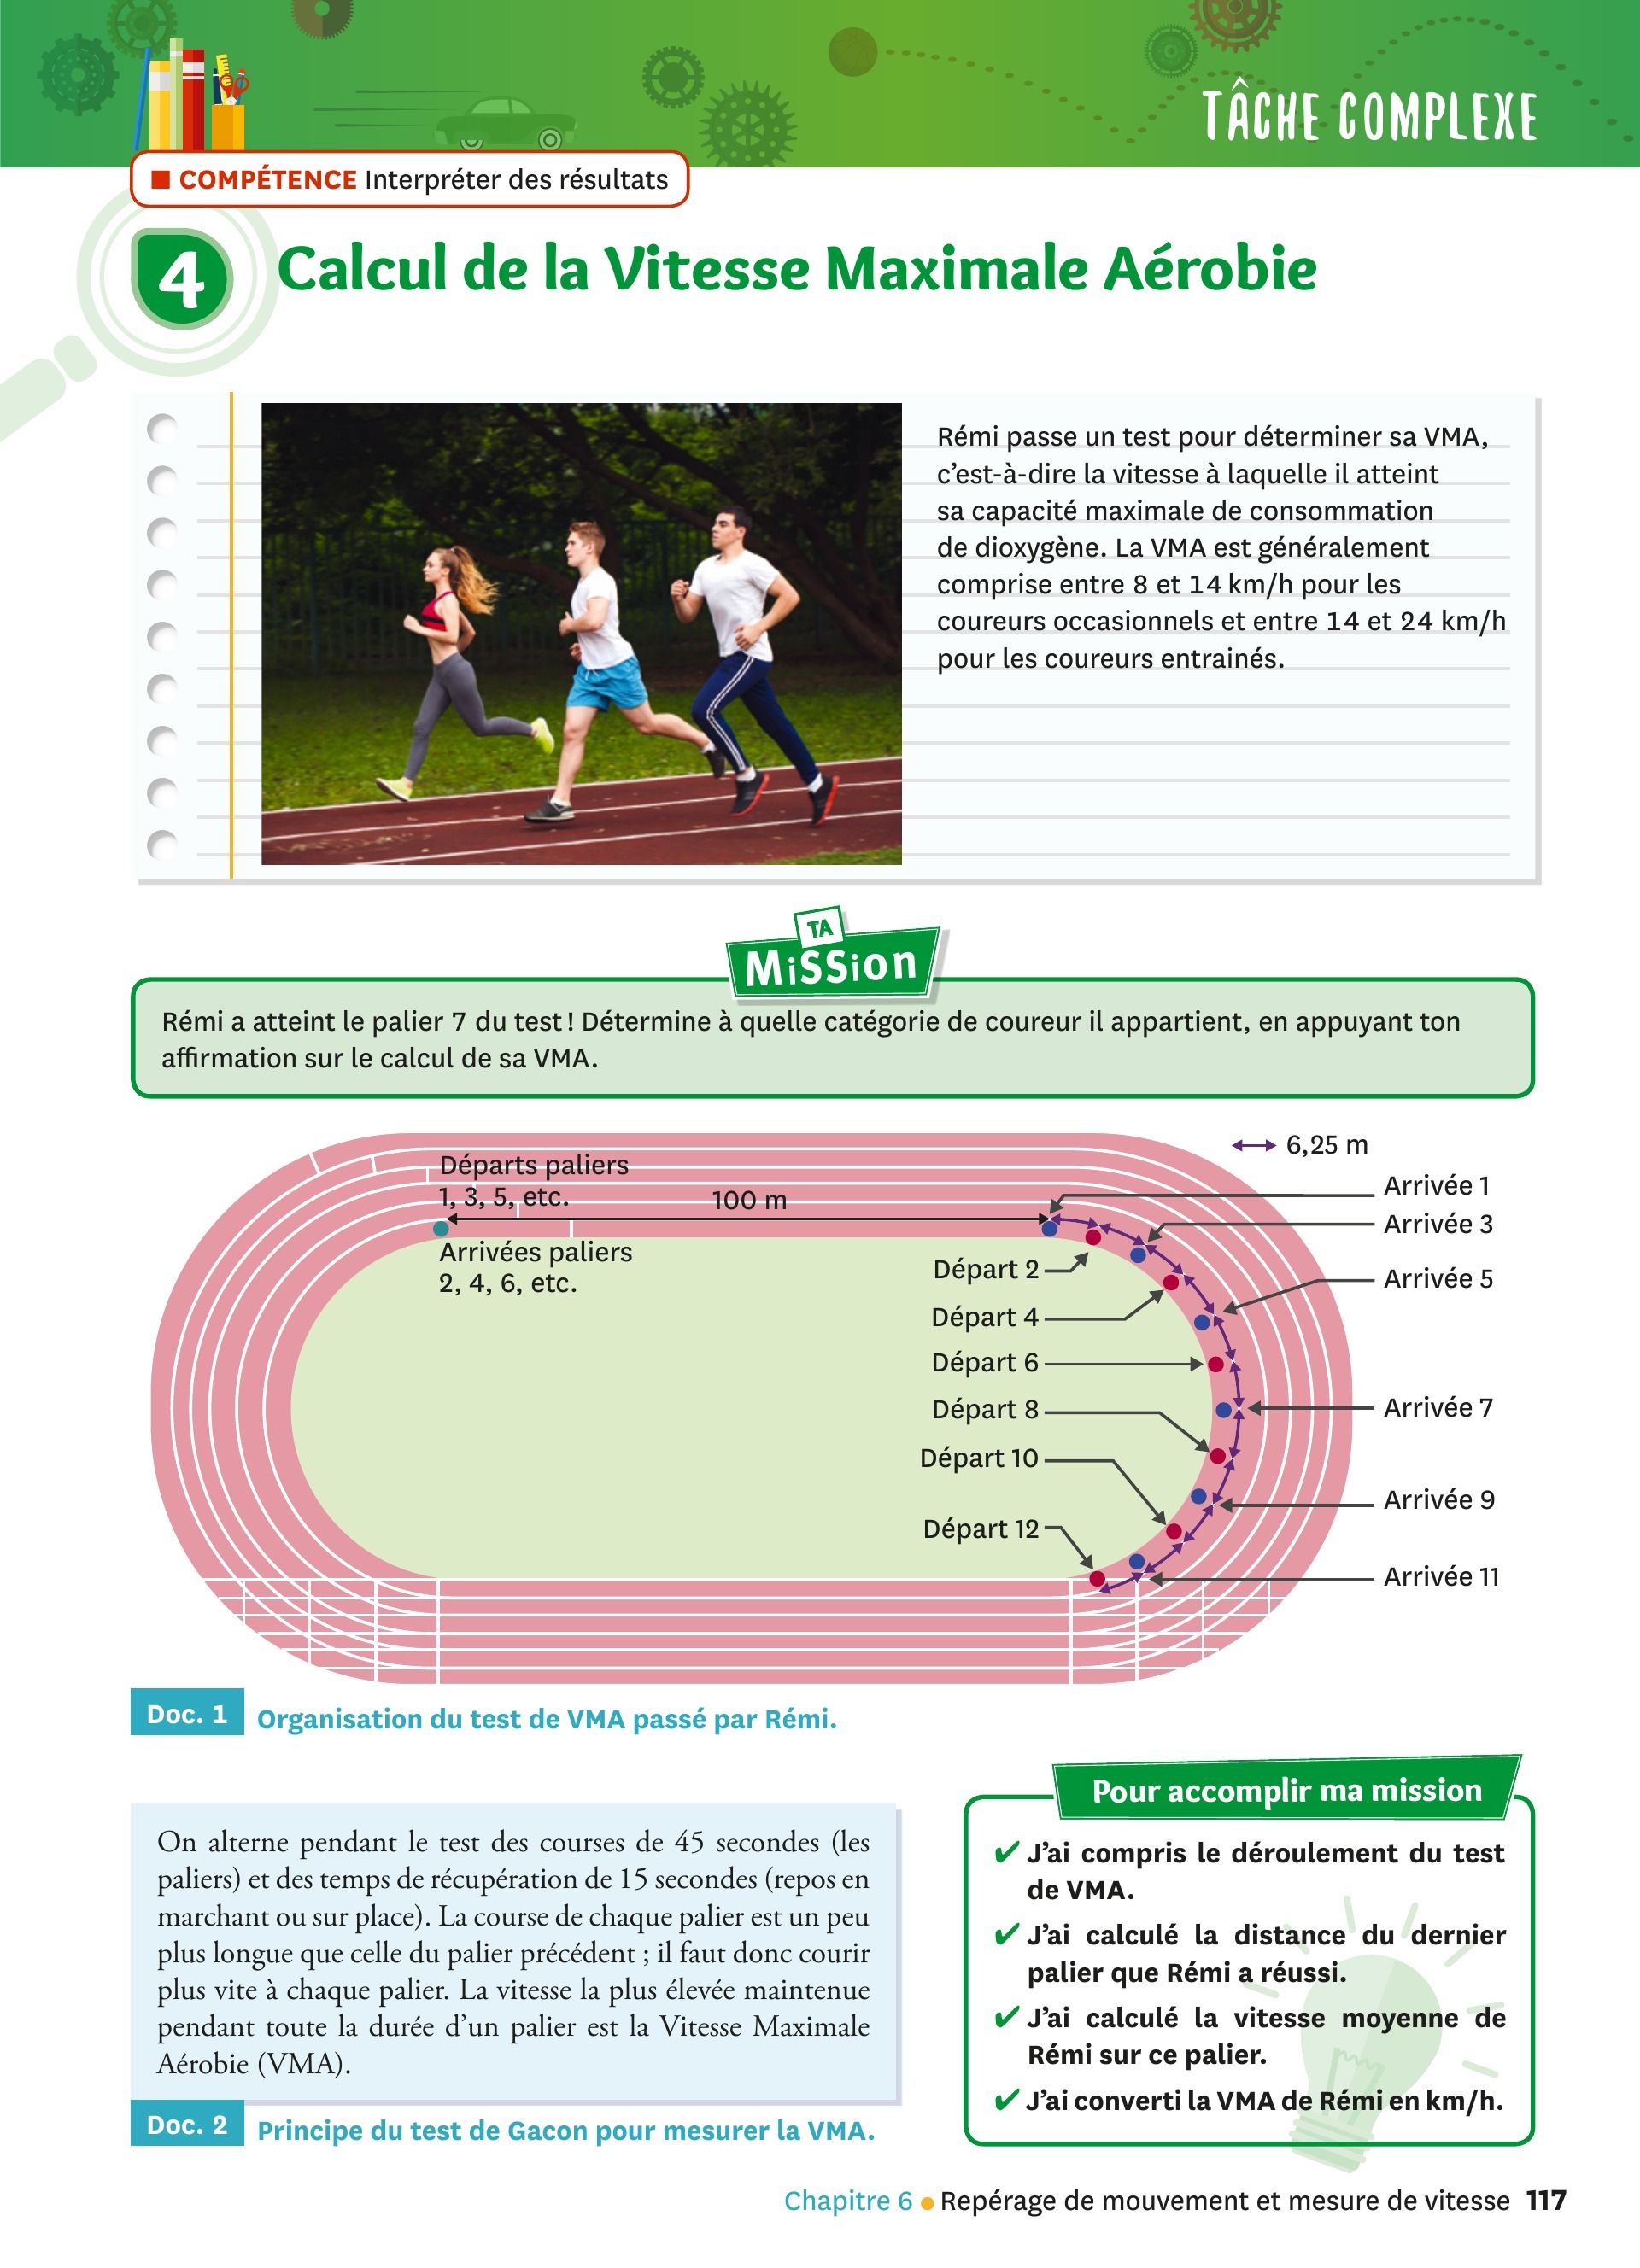 TÂCHE COMPLEXE
■ COMPÉTENCE Interpréter des résultats
4 Calcul de la Vitesse Maximale Aérobie
Rémi passe un test pour déterminer sa VMA,
c'est-à-dire la vitesse à laquelle il atteint
sa capacité maximale de consommation
de dioxygène. La VMA est généralement
comprise entre 8 et 14 km/h pour les
coureurs occasionnels et entre 14 et 24 km/h
pour les coureurs entrainés.
TA
MiSSion
Rémi a atteint le palier 7 du test ! Détermine à quelle catégorie de coureur il appartient, en appuyant ton
affirmation sur le calcul de sa VMA.
6,25 m
Départs paliers
1, 3, 5, etc.
100 m
Arrivées paliers
2, 4, 6, etc.
Arrivée 1
Arrivée 3
Arrivée 5
Arrivée 7
Arrivée 9
Arrivée 11
Départ 2
Départ 4
Départ 6
Départ 8
Départ 10
Départ 12
Doc. 1 Organisation du test de VMA passé par Rémi.
On alterne pendant le test des courses de 45 secondes (les
paliers) et des temps de récupération de 15 secondes (repos en
marchant ou sur place). La course de chaque palier est un peu
plus longue que celle du palier précédent ; il faut donc courir
plus vite à chaque palier. La vitesse la plus élevée maintenue
pendant toute la durée d'un palier est la Vitesse Maximale
Aérobie (VMA).
Doc. 2 Principe du test de Gacon pour mesurer la VMA.
Pour accomplir ma mission
✔ J'ai compris le déroulement du test
de VMA.
✔ J'ai calculé la distance du dernier
palier que Rémi a réussi.
✔ J'ai calculé la vitesse moyenne de
Rémi sur ce palier.
✔ J'ai converti la VMA de Rémi en km/h.
Chapitre 6 ● Repérage de mouvement et mesure de vitesse 117